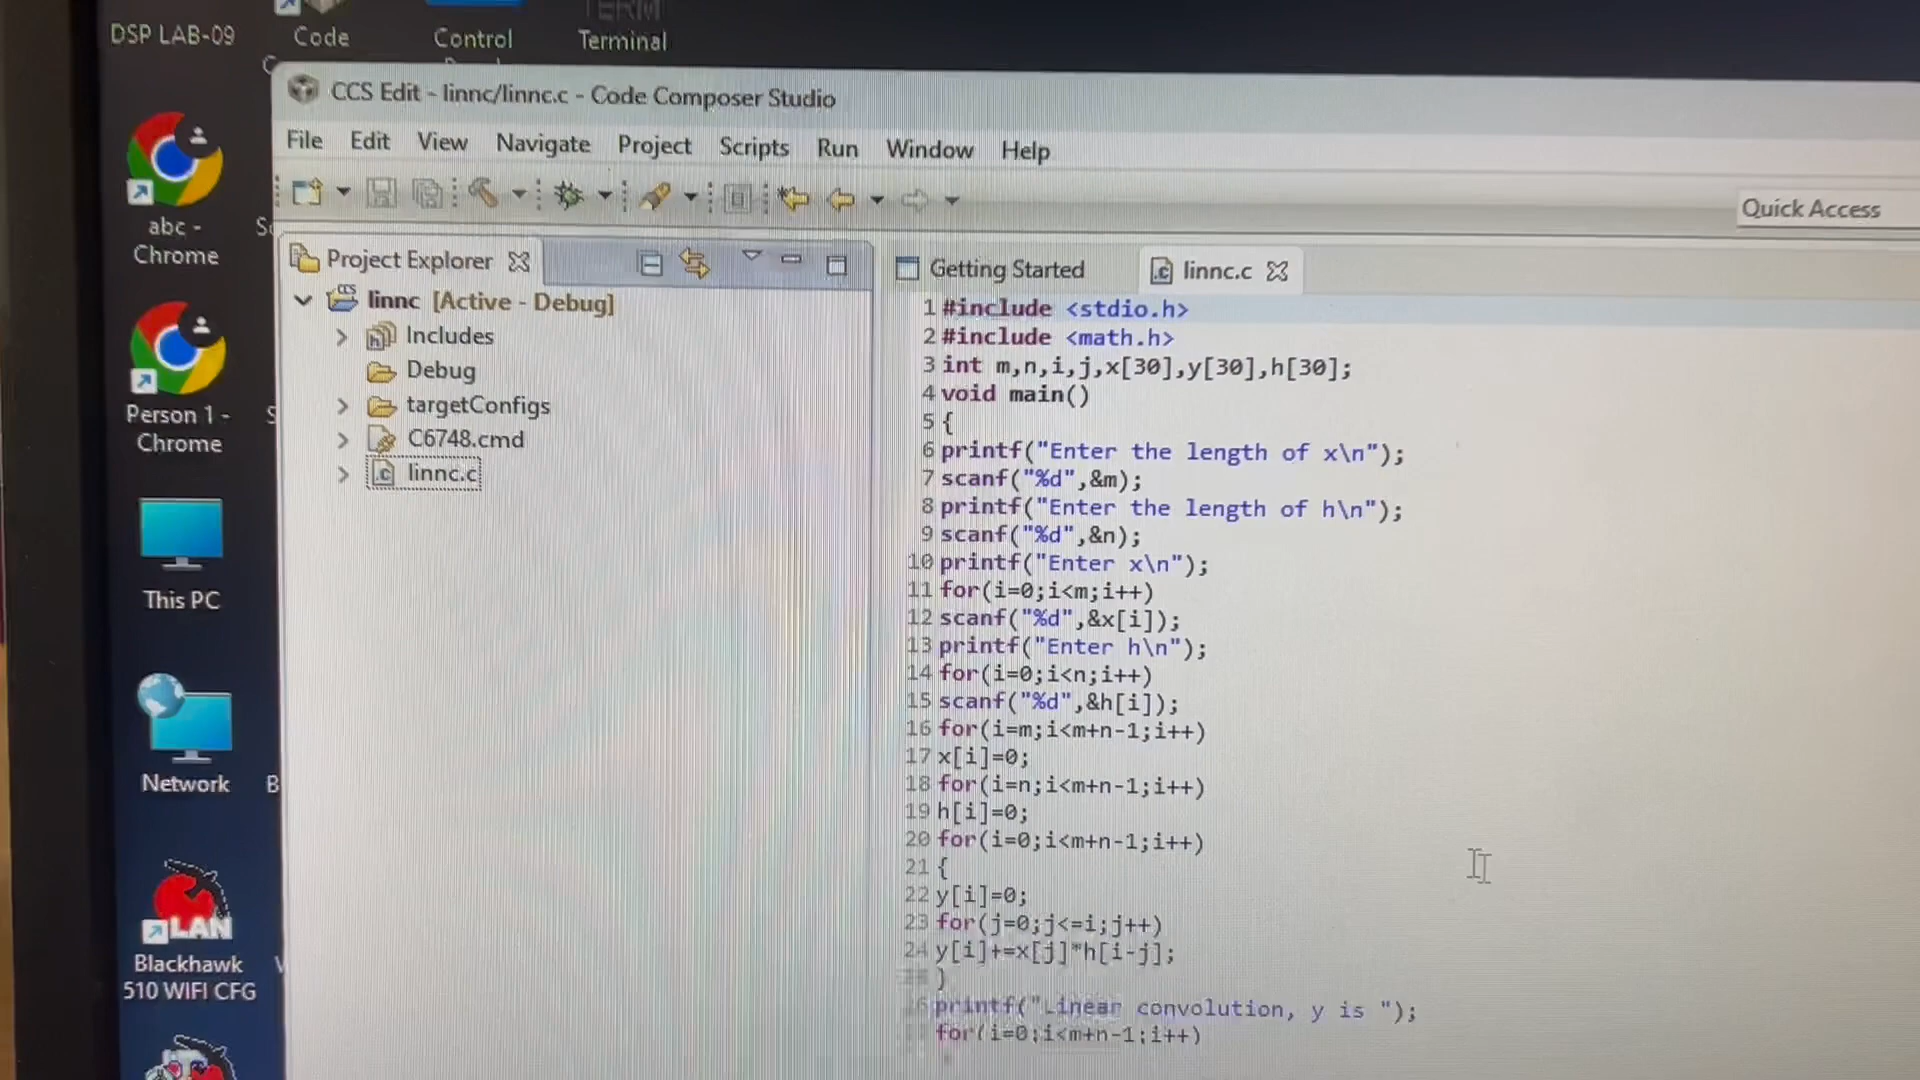 DSP LAB-09
Code
Control
TERM
Terminal
CCS Edit - linnc/linnc.c - Code Composer Studio
File Edit View Navigate Project Scripts Run Window Help
Quick Access
abc -
Chrome
Person 1 -
Chrome
This PC
Network
LAN
Blackhawk
510 WIFI CFG
Project Explorer
linnc [Active - Debug]
Includes
Debug
targetConfigs
C6748.cmd
linnc.c
Getting Started
linnc.c
1 #include <stdio.h>
2 #include <math.h>
3 int m,n,i,j,x[30],y[30],h[30];
4 void main()
5 {
6 printf("Enter the length of x\n");
7 scanf("%d",&m);
8 printf("Enter the length of h\n");
9 scanf("%d",&n);
10 printf("Enter x\n");
11 for(i=0;i<m;i++)
12 scanf("%d",&x[i]);
13 printf("Enter h\n");
14 for(i=0;i<n;i++)
15 scanf("%d",&h[i]);
16 for(i=m;i<m+n-1;i++)
17 x[i]=0;
18 for(i=n;i<m+n-1;i++)
19 h[i]=0;
20 for(i=0;i<m+n-1;i++)
21 {
22 y[i]=0;
23 for(j=0;j<=i;j++)
24 y[i]+=x[j]*h[i-j];
}
printf("Linear convolution, y is ");
for(i=0;i<m+n-1;i++)